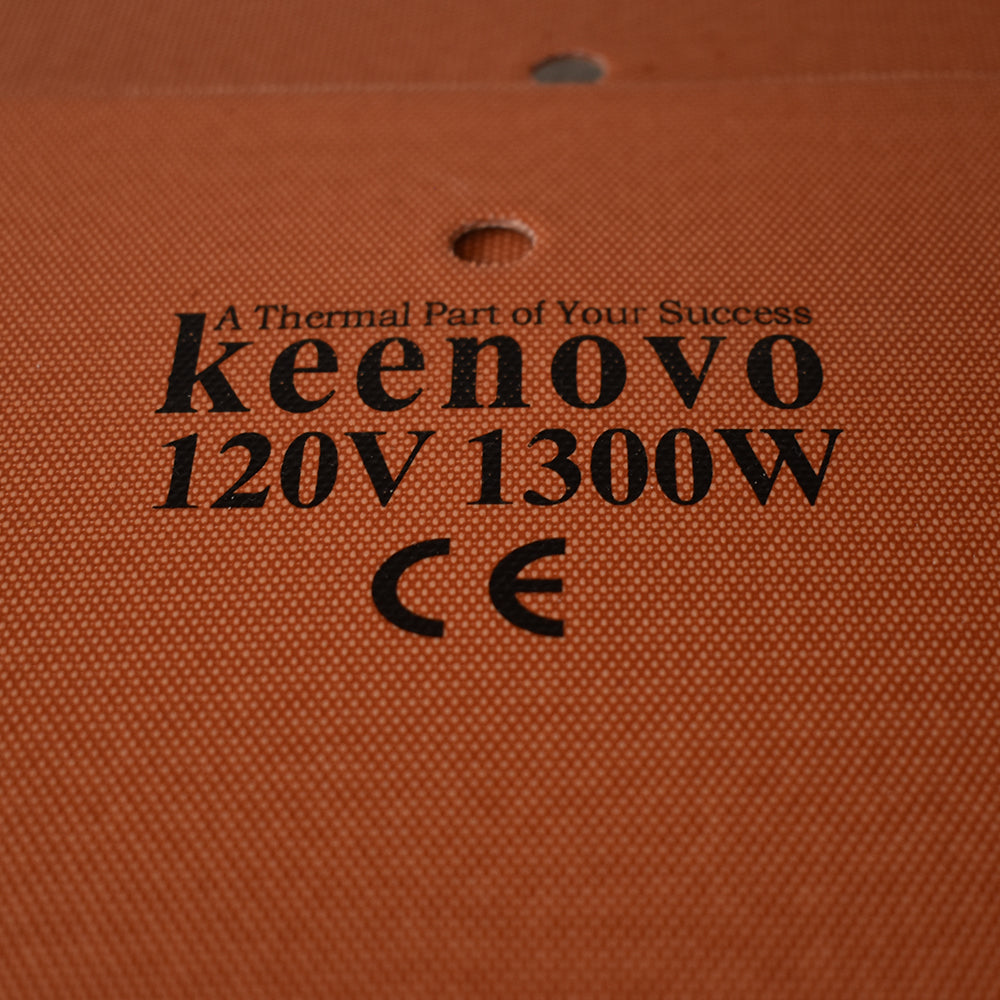 A Thermal Part of Your Success
keenovo
120V 1300W
CE